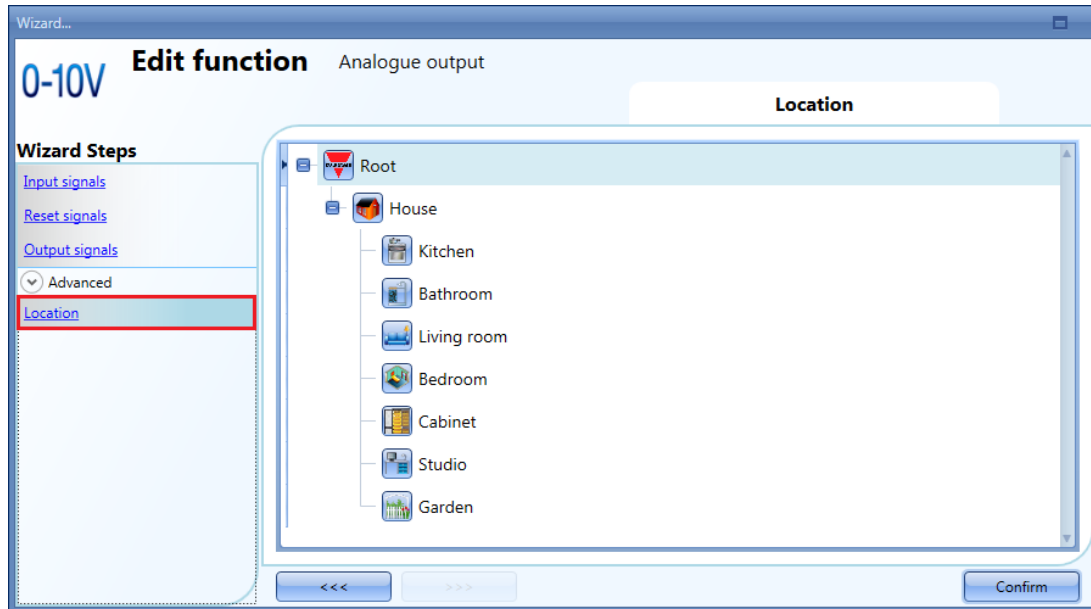 Wizard...
0-10V
Edit function Analogue output
Location
Wizard Steps
Input signals
Reset signals
Output signals
Advanced
Location
Root
House
Kitchen
Bathroom
Living room
Bedroom
Cabinet
Studio
Garden
<<<
>>>
Confirm